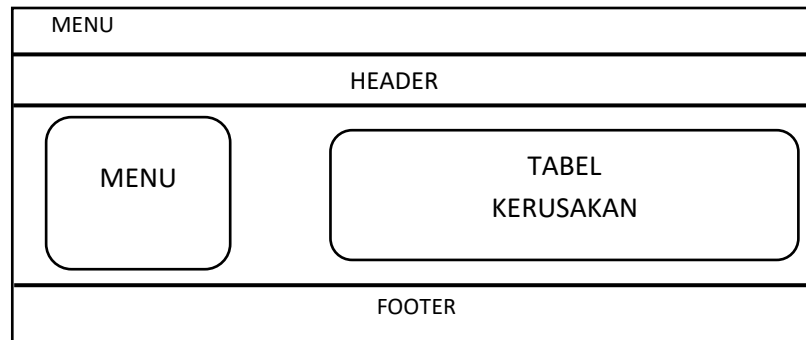 MENU
HEADER
MENU
TABEL
KERUSAKAN
FOOTER